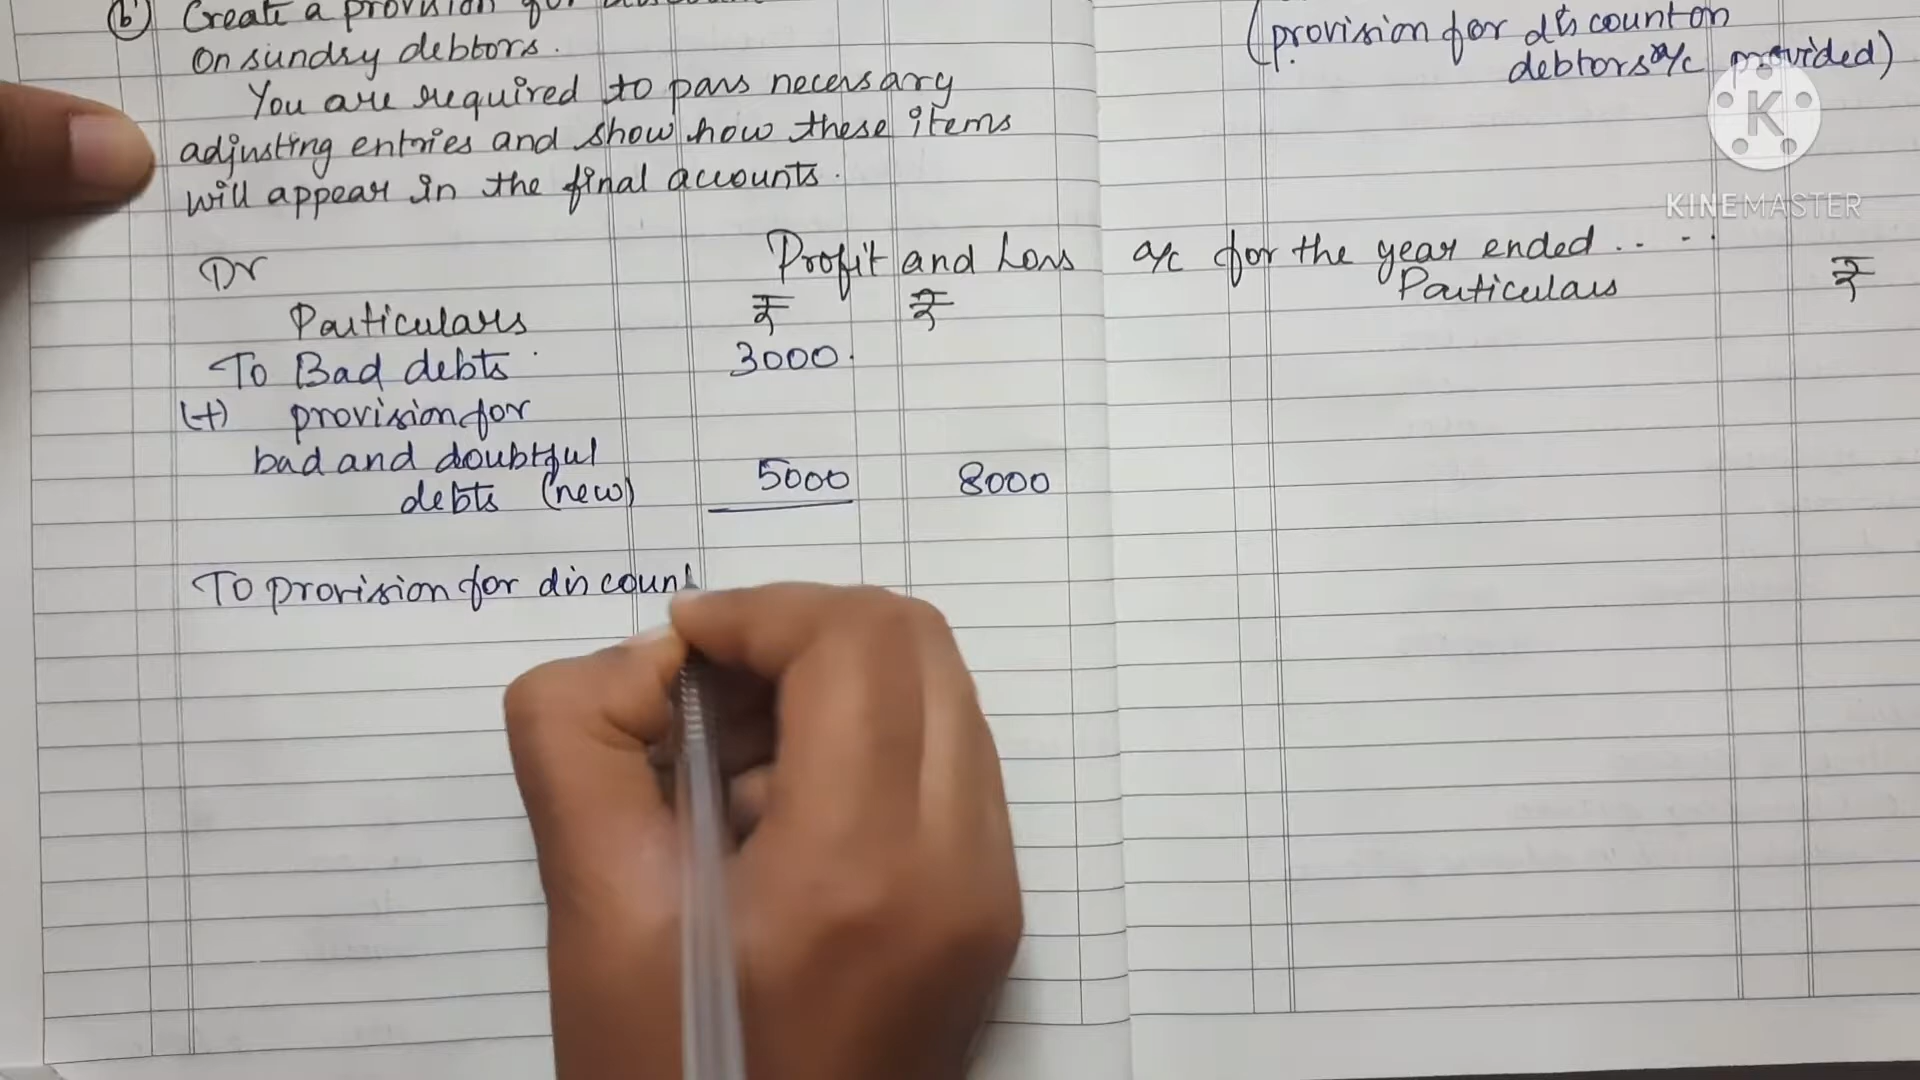 (b) Create a provision for
on sundry debtors.
You are required to pass necessary
adjusting entries and show how these items
will appear in the final accounts.
(provision for discount on
debtors a/c provided)
K
KINEMASTER
Dr Profit and Loss a/c for the year ended.....
Particulars ₹ ₹ Particulars ₹
To Bad debts 3000
(+) provision for
bad and doubtful
debts (new) 5000 8000
To provision for discount